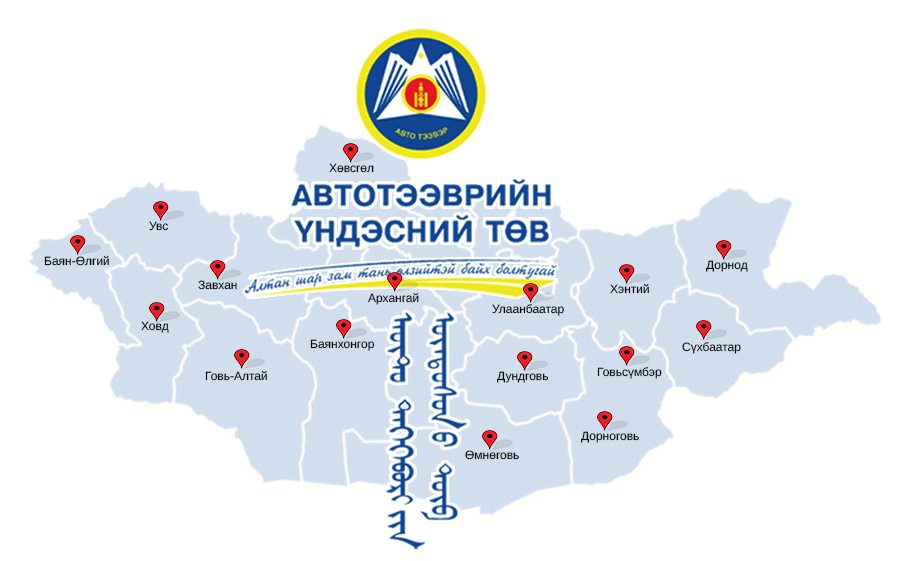 АВТО ТЭЭВЭР
Хөвсгөл
АВТОТЭЭВРИЙН
ҮНДЭСНИЙ ТӨВ
Увс
Баян-Өлгий
Дорнод
Алтан шар зам тань өлзийтэй байх болтугай
Завхан
Хэнтий
Архангай
Улаанбаатар
Ховд
Баянхонгор
Сүхбаатар
Говь-Алтай
Дундговь
Говьсүмбэр
Дорноговь
Өмнөговь